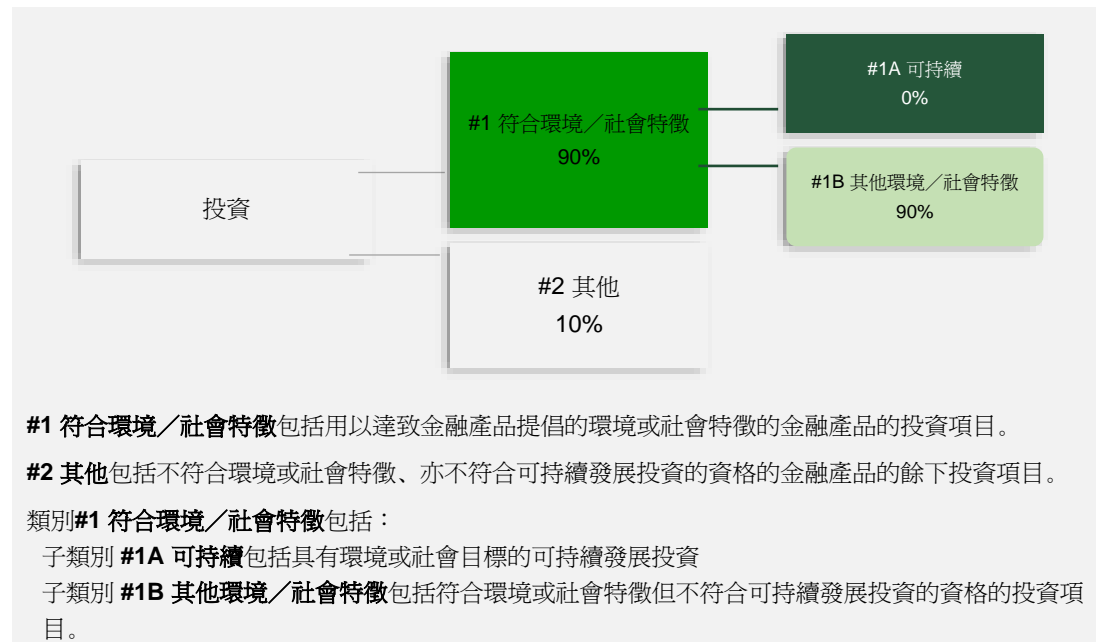 #1A 可持續
0%
#1 符合環境／社會特徵
90%
#1B 其他環境／社會特徵
90%
投資
#2 其他
10%
#1 符合環境／社會特徵包括用以達致金融產品提倡的環境或社會特徵的金融產品的投資項目。
#2 其他包括不符合環境或社會特徵、亦不符合可持續發展投資的資格的金融產品的餘下投資項目。
類別#1 符合環境／社會特徵包括：
子類別 #1A 可持續包括具有環境或社會目標的可持續發展投資
子類別 #1B 其他環境／社會特徵包括符合環境或社會特徵但不符合可持續發展投資的資格的投資項
目。